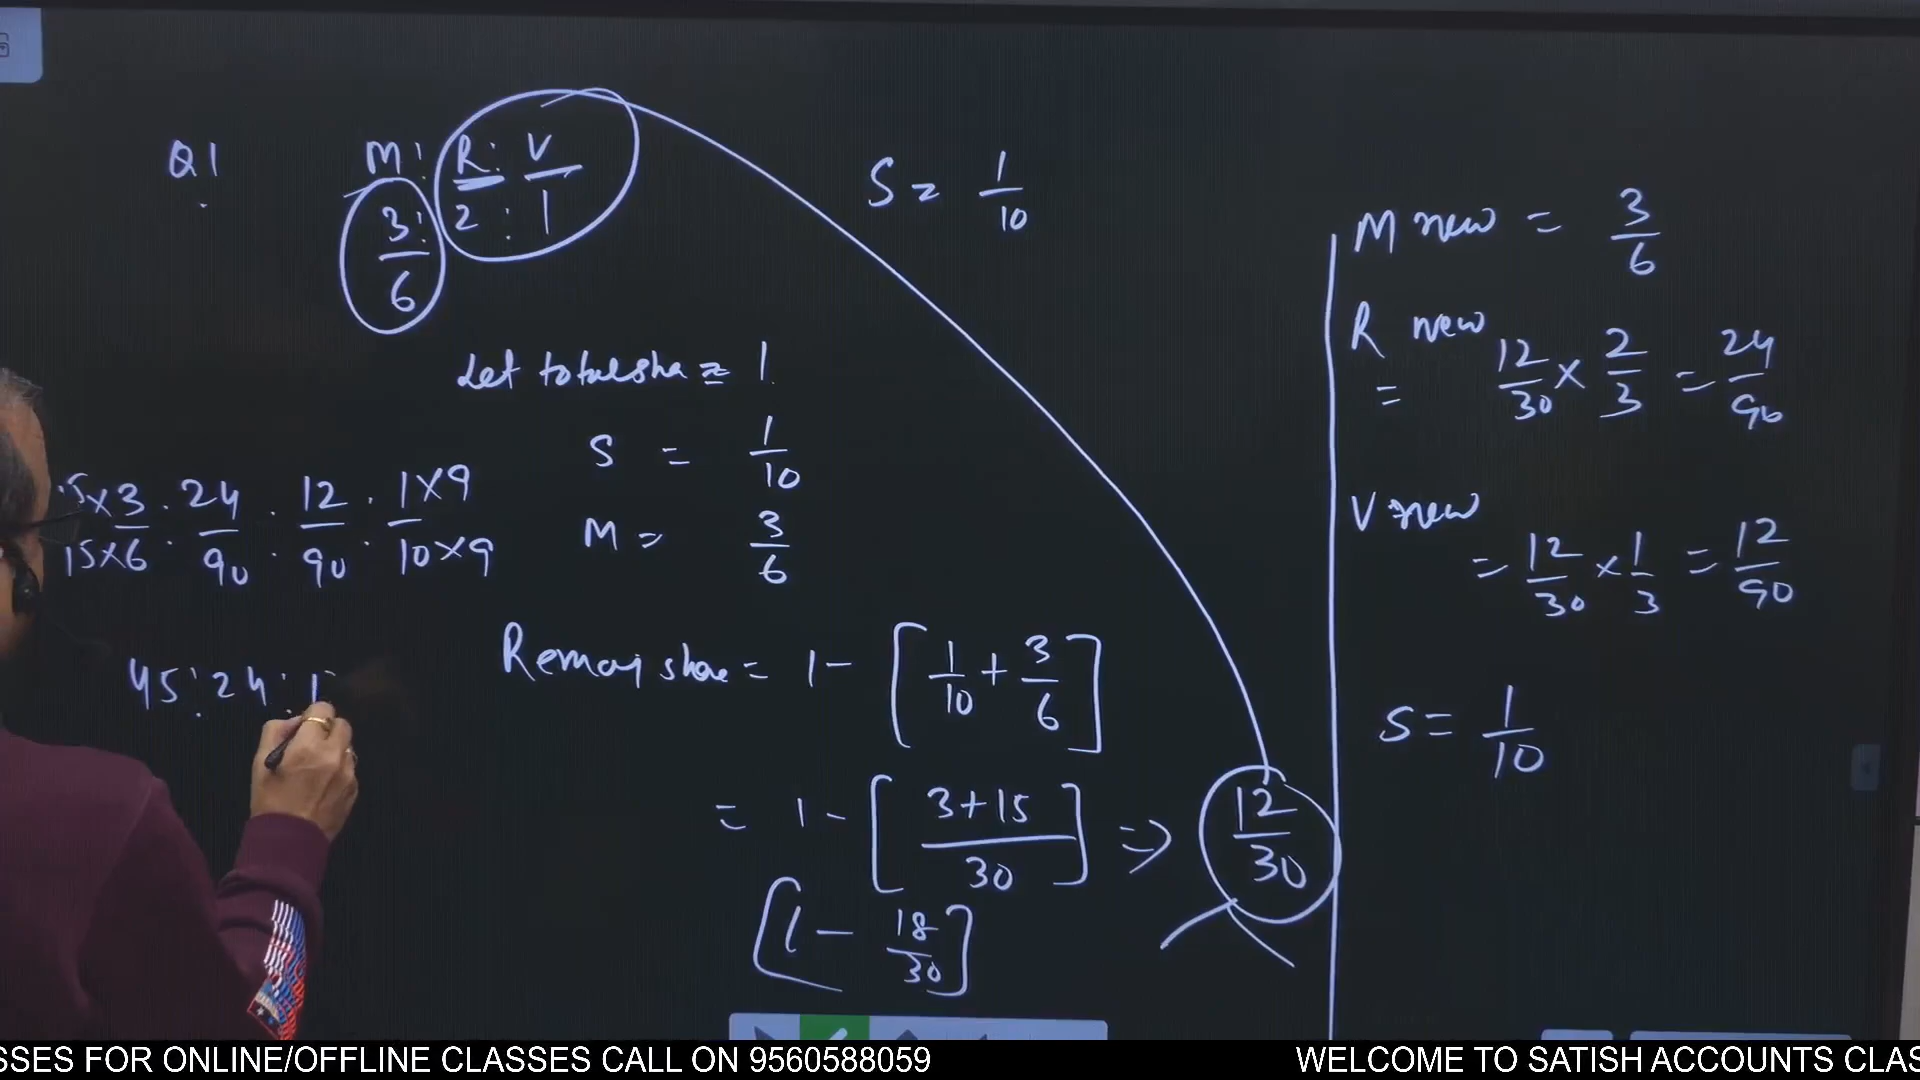 Q1
M: R: V
3: 2 : 1
6
S = 1/10
Let total sha = 1
S = 1/10
M = 3/6
Remai share = 1 - [1/10 + 3/6]
= 1 - [3+15/30] => 12/30
[1 - 18/30]
15×3/15×6 : 24/90 : 12/90 : 1×9/10×9
45:24:1
M new = 3/6
R new
= 12/30 × 2/3 = 24/90
V new
= 12/30 × 1/3 = 12/90
S = 1/10
SSES FOR ONLINE/OFFLINE CLASSES CALL ON 9560588059
WELCOME TO SATISH ACCOUNTS CLAS